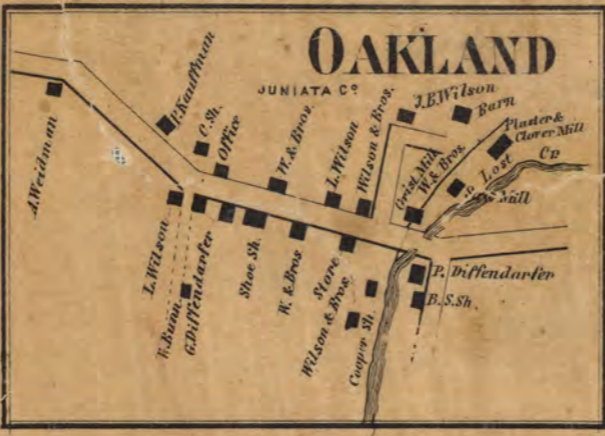 OAKLAND
JUNIATA Co.
A. Weidman
P. Kauffman
C. Sh.
Office
W. & Bros.
L. Wilson
Wilson & Bros.
J. B. Wilson
Barn
Plaster &
Clover Mill
Grist Mill
W. & Bros.
Lost
Cr.
Mill
L. Wilson
Bunn
G. Diffendarfer
Shoe Sh.
W. & Bros
Store
Wilson & Bros.
Cooper Sh.
P. Diffendarfer
B. S. Sh.